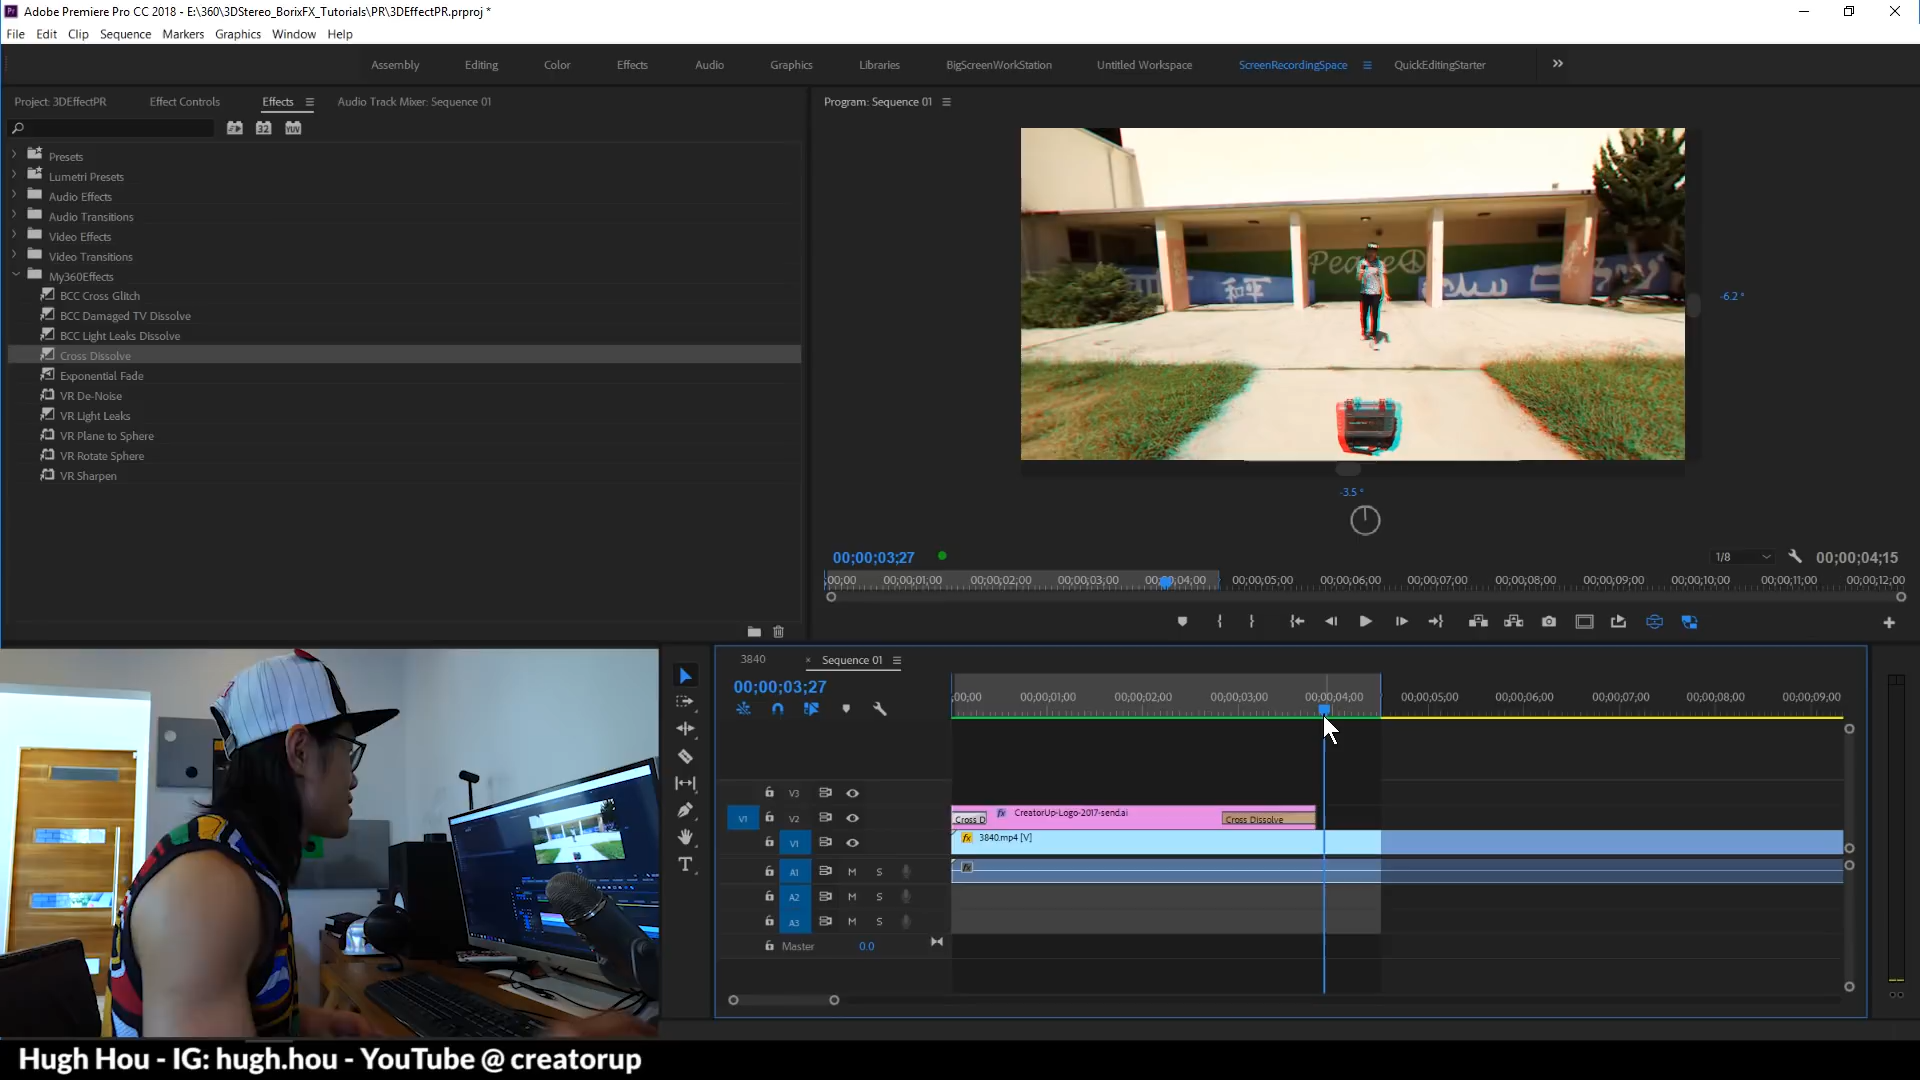 Adobe Premiere Pro CC 2018 - E:\360\3DStereo_BorixFX_Tutorials\PR\3DEffectPR.prproj *
File Edit Clip Sequence Markers Graphics Window Help
Assembly Editing Color Effects Audio Graphics Libraries BigScreenWorkStation Untitled Workspace ScreenRecordingSpace QuickEditingStarter
Project: 3DEffectPR Effect Controls Effects Audio Track Mixer: Sequence 01
Program: Sequence 01
32 YUV
Presets
Lumetri Presets
Audio Effects
Audio Transitions
Video Effects
Video Transitions
My360Effects
BCC Cross Glitch
BCC Damaged TV Dissolve
BCC Light Leaks Dissolve
Cross Dissolve
Exponential Fade
VR De-Noise
VR Light Leaks
VR Plane to Sphere
VR Rotate Sphere
VR Sharpen
Peace
和平
-6.2 °
-3.5 °
00;00;03;27 1/8 00;00;04;15
00;00 00;00;01;00 00;00;02;00 00;00;03;00 00;00;04;00 00;00;05;00 00;00;06;00 00;00;07;00 00;00;08;00 00;00;09;00 00;00;10;00 00;00;11;00 00;00;12;00
3840 × Sequence 01
00;00;03;27
;00;00 00;00;01;00 00;00;02;00 00;00;03;00 00;00;04;00 00;00;05;00 00;00;06;00 00;00;07;00 00;00;08;00 00;00;09;00
V3
V1 V2 Cross D fx CreatorUp-Logo-2017-send.ai Cross Dissolve
V1 fx 3840.mp4 [V]
A1 M S fx
A2 M S
A3 M S
Master 0.0
Hugh Hou - IG: hugh.hou - YouTube @ creatorup